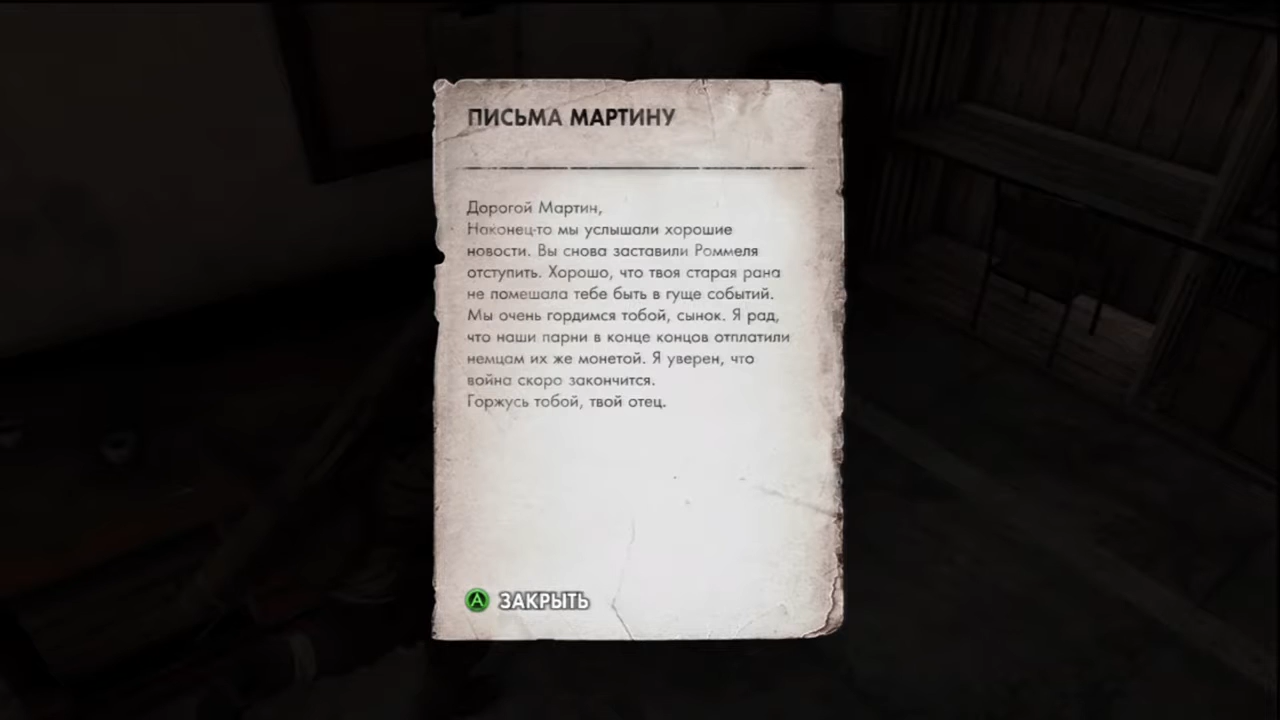 ПИСЬМА МАРТИНУ
Дорогой Мартин,
Наконец-то мы услышали хорошие
новости. Вы снова заставили Роммеля
отступить. Хорошо, что твоя старая рана
не помешала тебе быть в гуще событий.
Мы очень гордимся тобой, сынок. Я рад,
что наши парни в конце концов отплатили
немцам их же монетой. Я уверен, что
война скоро закончится.
Горжусь тобой, твой отец.
A ЗАКРЫТЬ